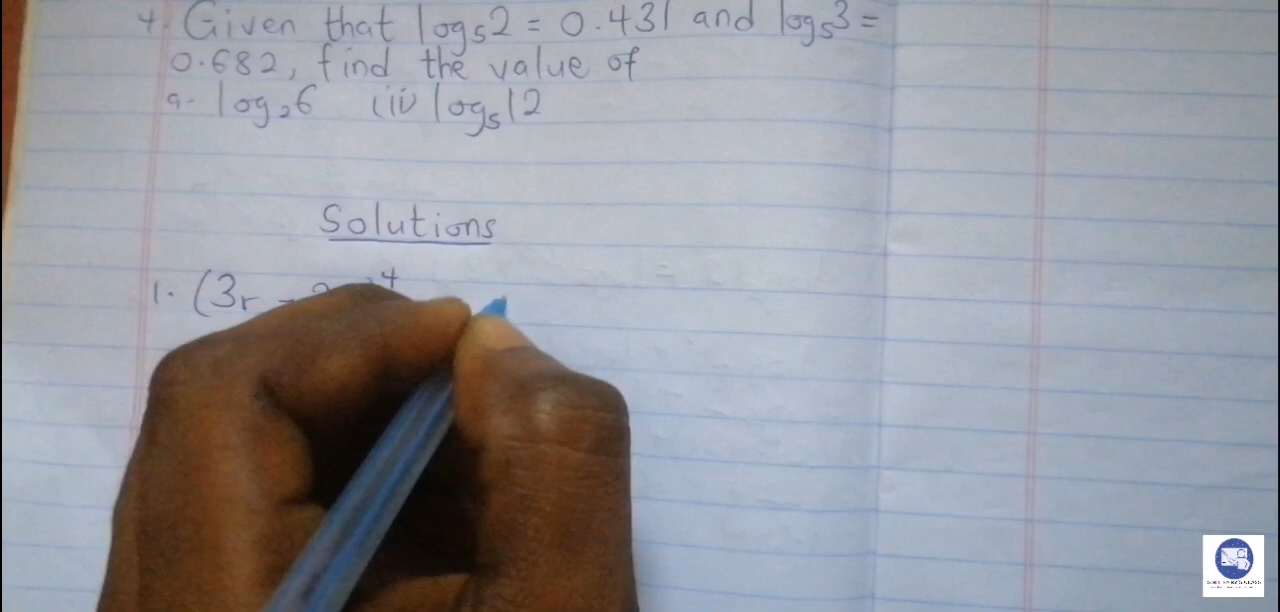 4. Given that log₅2 = 0.431 and log₅3 =
0.682, find the value of
a- log₂6 (ii) log₅12
Solutions
1. (3r - )⁴